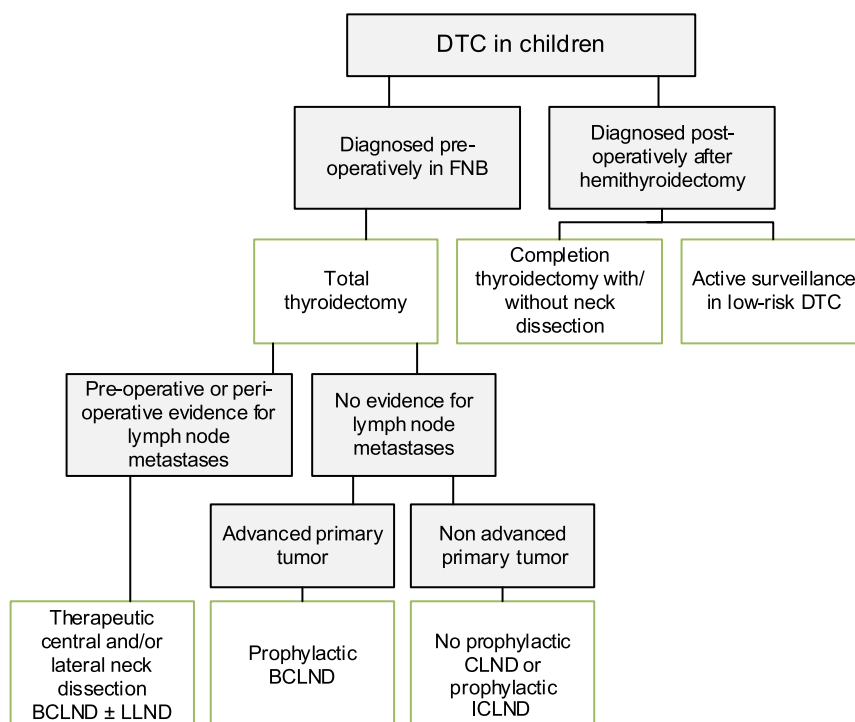 DTC in children
Diagnosed pre-
operatively in FNB
Diagnosed post-
operatively after
hemithyroidectomy
Total
thyroidectomy
Completion
thyroidectomy with/
without neck
dissection
Active surveillance
in low-risk DTC
Pre-operative or peri-
operative evidence for
lymph node
metastases
No evidence for
lymph node
metastases
Advanced primary
tumor
Non advanced
primary tumor
Therapeutic
central and/or
lateral neck
dissection
BCLND ± LLND
Prophylactic
BCLND
No prophylactic
CLND or
prophylactic
ICLND